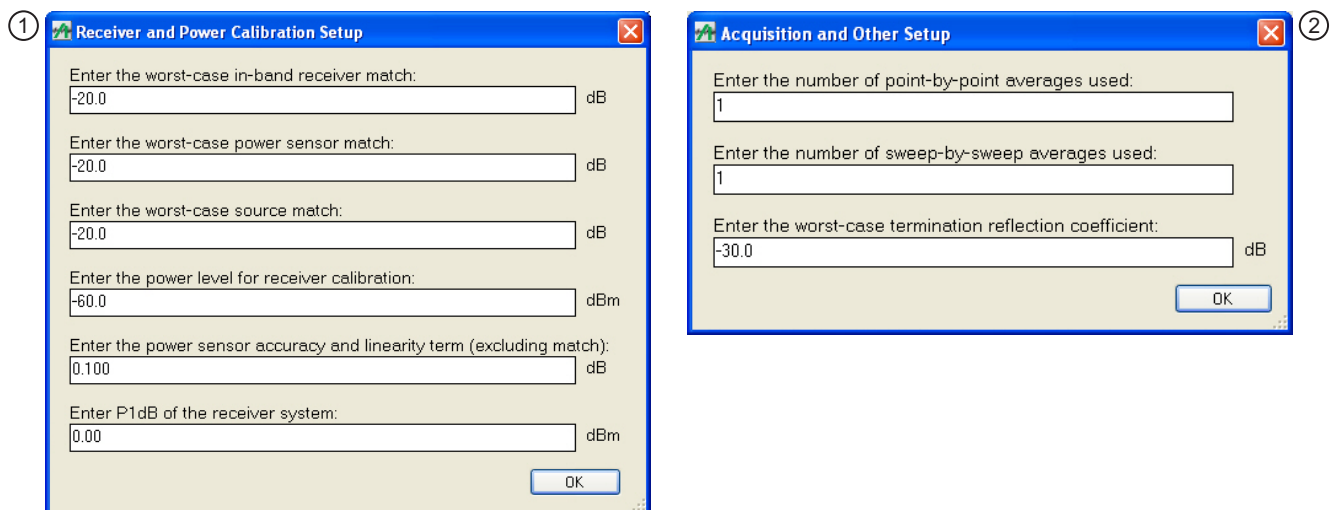 1
Receiver and Power Calibration Setup
Enter the worst-case in-band receiver match:
-20.0 dB
Enter the worst-case power sensor match:
-20.0 dB
Enter the worst-case source match:
-20.0 dB
Enter the power level for receiver calibration:
-60.0 dBm
Enter the power sensor accuracy and linearity term (excluding match):
0.100 dB
Enter P1dB of the receiver system:
0.00 dBm
OK
Acquisition and Other Setup
2
Enter the number of point-by-point averages used:
1
Enter the number of sweep-by-sweep averages used:
1
Enter the worst-case termination reflection coefficient:
-30.0 dB
OK